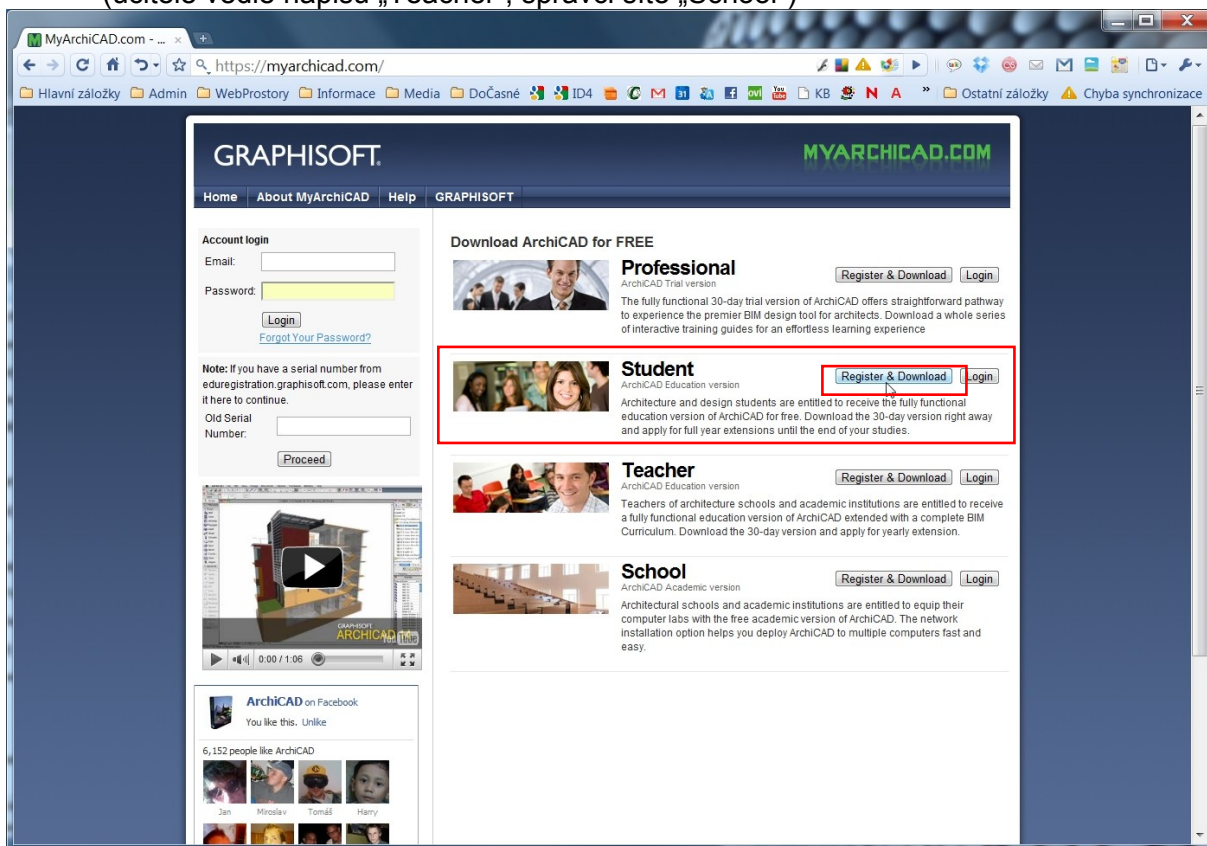 (učitelé vedle nápisu „Teacher“, správci sítě „School“)
MyArchiCAD.com - ...
https://myarchicad.com/
Hlavní záložky Admin WebProstory Informace Media DoČasné ID4 KB Ostatní záložky Chyba synchronizace
GRAPHISOFT.
MYARCHICAD.COM
Home About MyArchiCAD Help GRAPHISOFT
Account login
Email:
Password:
Login
Forgot Your Password?
Note: If you have a serial number from
eduregistration.graphisoft.com, please enter
it here to continue.
Old Serial
Number:
Proceed
GRAPHISOFT
ARCHICAD 14
YouTube
0:00 / 1:06
ArchiCAD on Facebook
You like this. Unlike
6,152 people like ArchiCAD
Jan Miroslav Tomáš Harry
Download ArchiCAD for FREE
Professional
Register & Download Login
ArchiCAD Trial version
The fully functional 30-day trial version of ArchiCAD offers straightforward pathway
to experience the premier BIM design tool for architects. Download a whole series
of interactive training guides for an effortless learning experience
Student
Register & Download Login
ArchiCAD Education version
Architecture and design students are entitled to receive the fully functional
education version of ArchiCAD for free. Download the 30-day version right away
and apply for full year extensions until the end of your studies.
Teacher
Register & Download Login
ArchiCAD Education version
Teachers of architecture schools and academic institutions are entitled to receive
a fully functional education version of ArchiCAD extended with a complete BIM
Curriculum. Download the 30-day version and apply for yearly extension.
School
Register & Download Login
ArchiCAD Academic version
Architectural schools and academic institutions are entitled to equip their
computer labs with the free academic version of ArchiCAD. The network
installation option helps you deploy ArchiCAD to multiple computers fast and
easy.